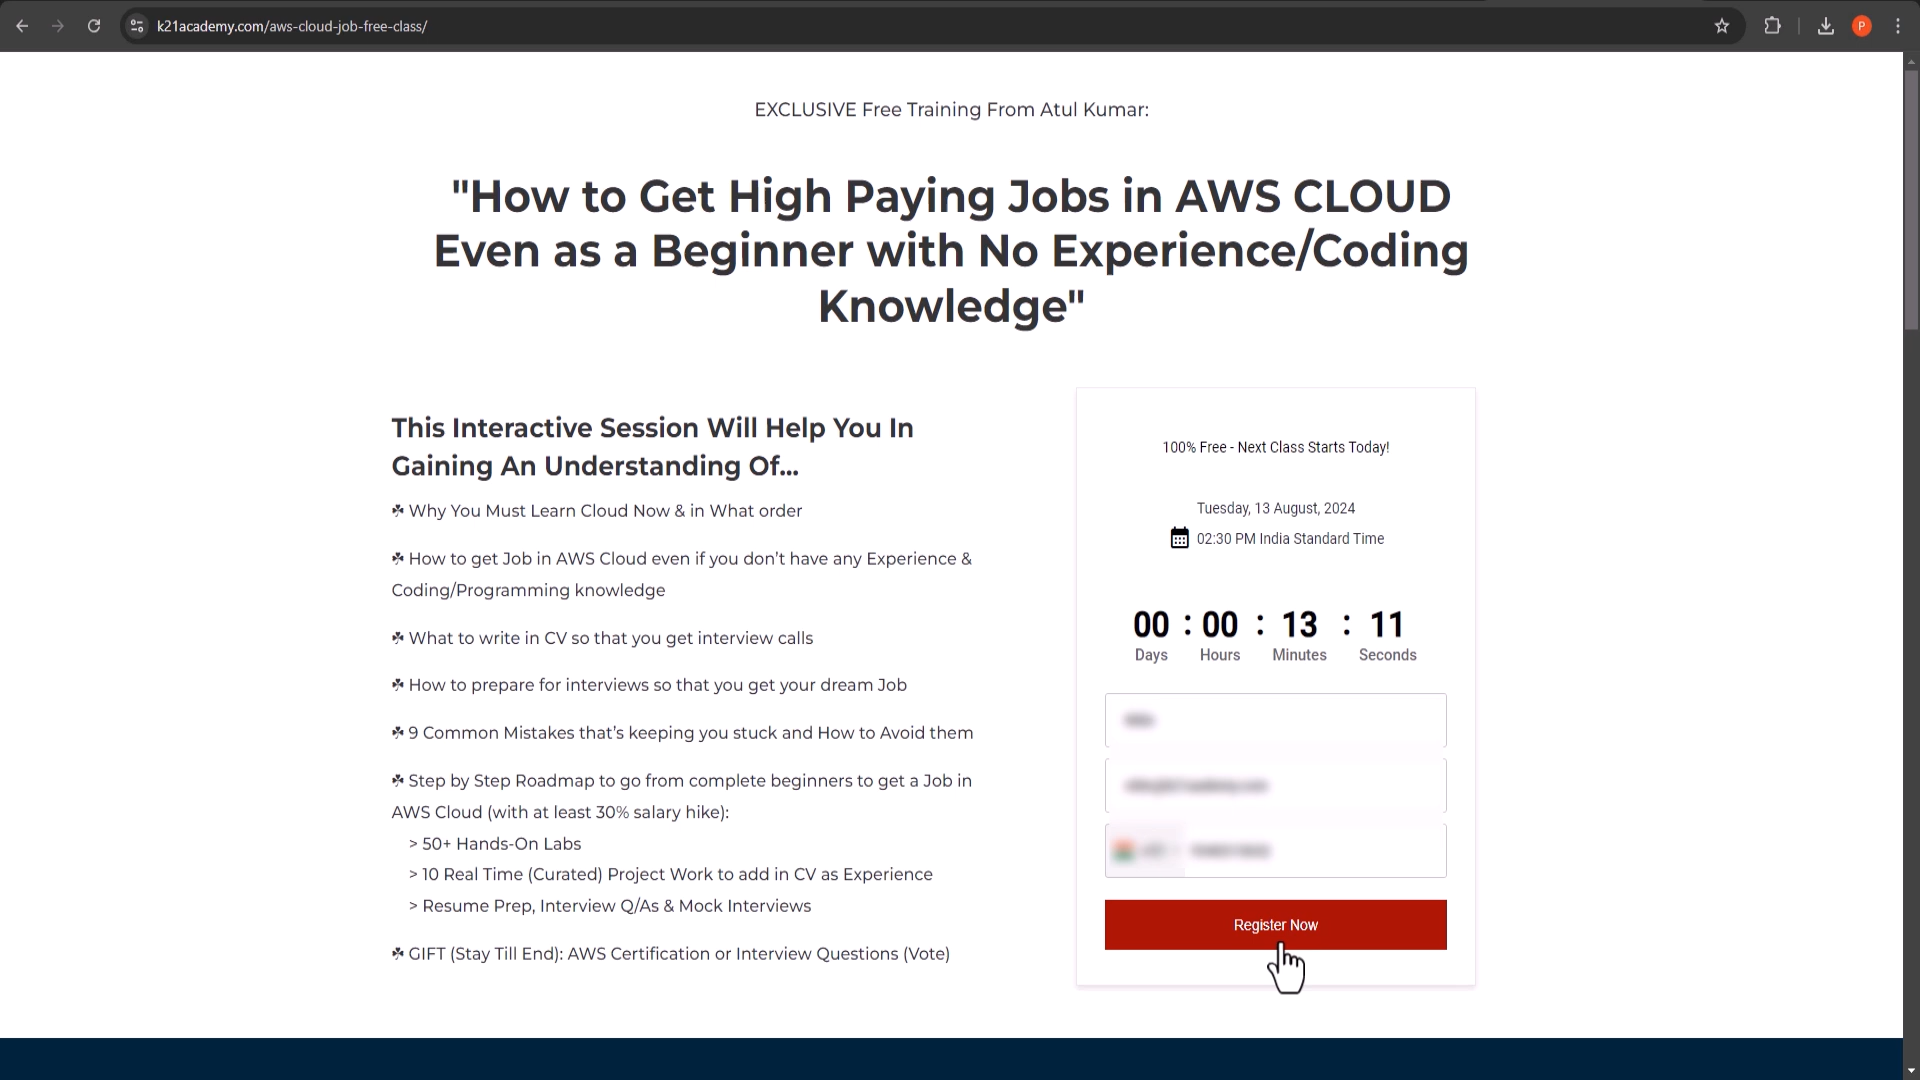 k21academy.com/aws-cloud-job-free-class/
P
EXCLUSIVE Free Training From Atul Kumar:
"How to Get High Paying Jobs in AWS CLOUD
Even as a Beginner with No Experience/Coding
Knowledge"
This Interactive Session Will Help You In
Gaining An Understanding Of...
☘ Why You Must Learn Cloud Now & in What order
☘ How to get Job in AWS Cloud even if you don’t have any Experience &
Coding/Programming knowledge
☘ What to write in CV so that you get interview calls
☘ How to prepare for interviews so that you get your dream Job
☘ 9 Common Mistakes that’s keeping you stuck and How to Avoid them
☘ Step by Step Roadmap to go from complete beginners to get a Job in
AWS Cloud (with at least 30% salary hike):
> 50+ Hands-On Labs
> 10 Real Time (Curated) Project Work to add in CV as Experience
> Resume Prep, Interview Q/As & Mock Interviews
☘ GIFT (Stay Till End): AWS Certification or Interview Questions (Vote)
100% Free - Next Class Starts Today!
Tuesday, 13 August, 2024
02:30 PM India Standard Time
00 : 00 : 13 : 11
Days Hours Minutes Seconds
Register Now